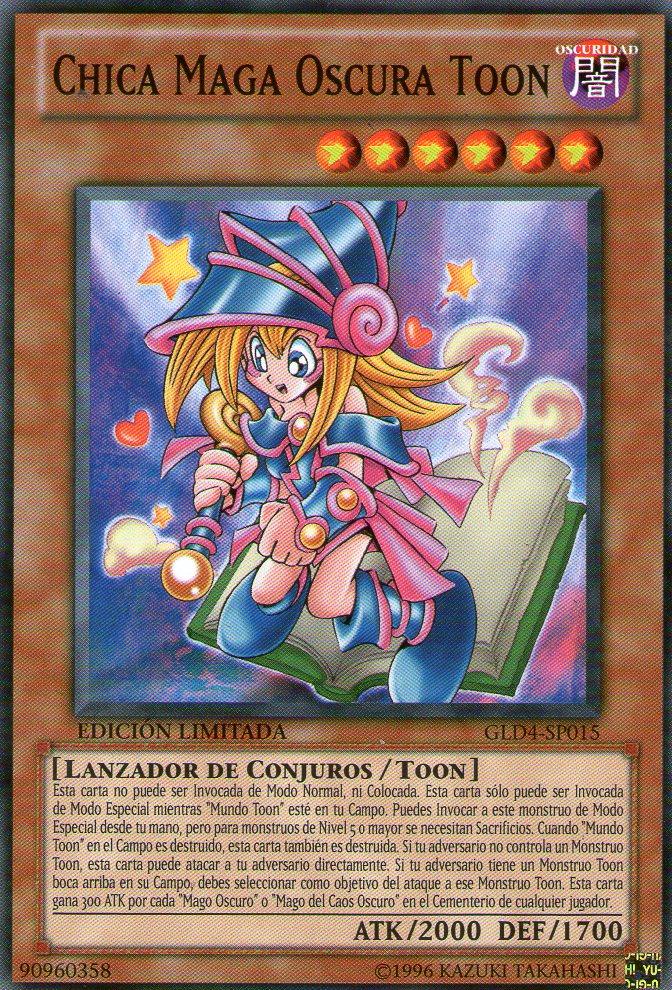 CHICA MAGA OSCURA TOON
OSCURIDAD
闇
EDICIÓN LIMITADA
GLD4-SP015
[LANZADOR DE CONJUROS / TOON]
Esta carta no puede ser Invocada de Modo Normal, ni Colocada. Esta carta sólo puede ser Invocada
de Modo Especial mientras "Mundo Toon" esté en tu Campo. Puedes Invocar a este monstruo de Modo
Especial desde tu mano, pero para monstruos de Nivel 5 o mayor se necesitan Sacrificios. Cuando "Mundo
Toon" en el Campo es destruido, esta carta también es destruida. Si tu adversario no controla un Monstruo
Toon, esta carta puede atacar a tu adversario directamente. Si tu adversario tiene un Monstruo Toon
boca arriba en su Campo, debes seleccionar como objetivo del ataque a ese Monstruo Toon. Esta carta
gana 300 ATK por cada "Mago Oscuro" o "Mago del Caos Oscuro" en el Cementerio de cualquier jugador.
ATK/2000 DEF/1700
90960358
©1996 KAZUKI TAKAHASHI